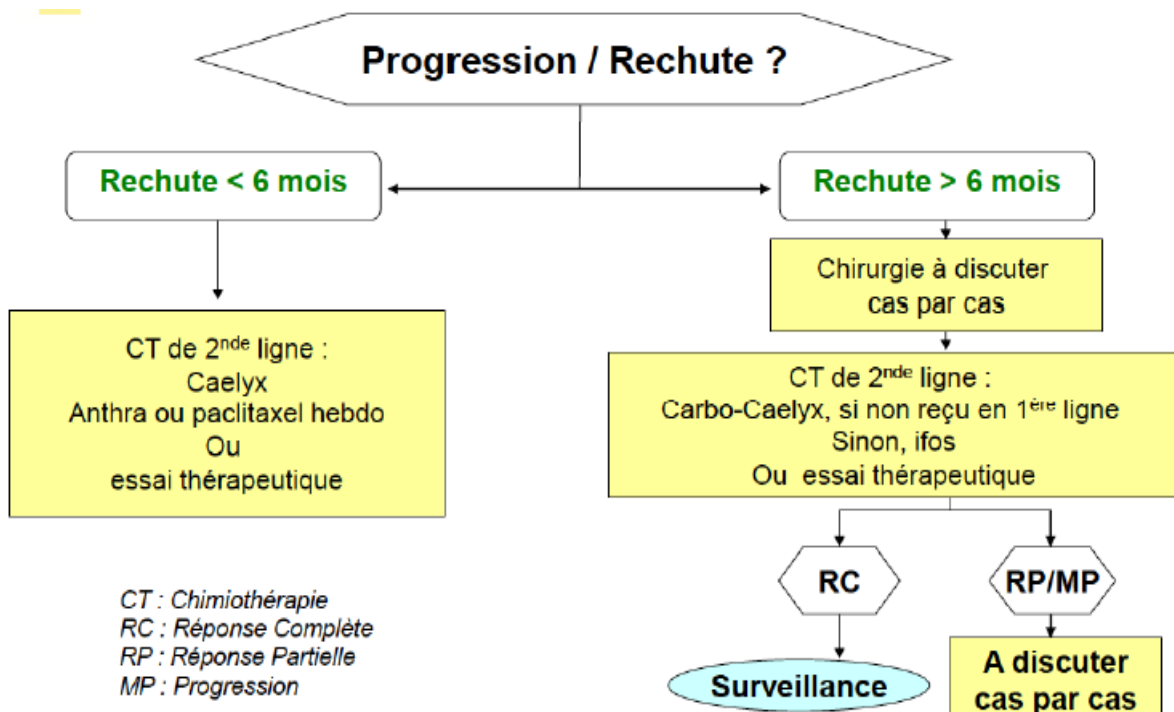 Progression / Rechute ?
Rechute < 6 mois
Rechute > 6 mois
Chirurgie à discuter
cas par cas
CT de 2nde ligne :
Caelyx
Anthra ou paclitaxel hebdo
Ou
essai thérapeutique
CT de 2nde ligne :
Carbo-Caelyx, si non reçu en 1ère ligne
Sinon, ifos
Ou essai thérapeutique
RC
RP/MP
CT : Chimiothérapie
RC : Réponse Complète
RP : Réponse Partielle
MP : Progression
Surveillance
A discuter
cas par cas